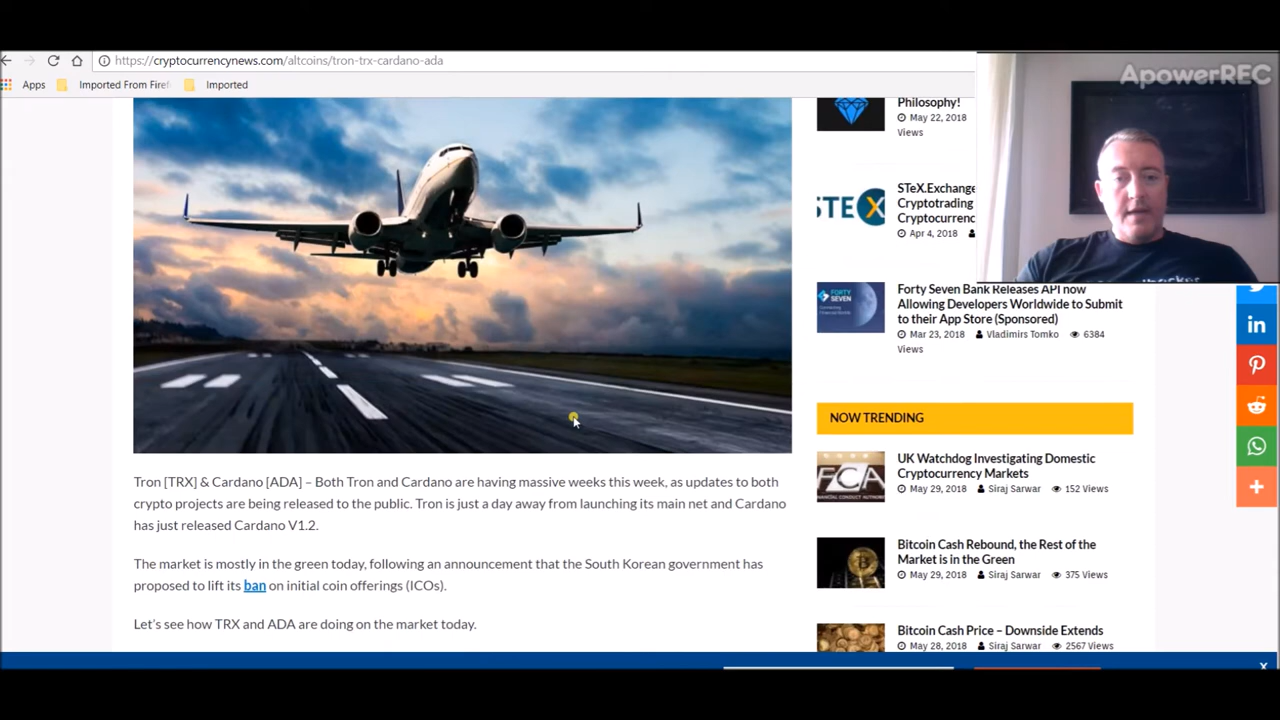 https://cryptocurrencynews.com/altcoins/tron-trx-cardano-ada
Apps
Imported From Firef
Imported
ApowerREC
Tron [TRX] & Cardano [ADA] – Both Tron and Cardano are having massive weeks this week, as updates to both
crypto projects are being released to the public. Tron is just a day away from launching its main net and Cardano
has just released Cardano V1.2.
The market is mostly in the green today, following an announcement that the South Korean government has
proposed to lift its ban on initial coin offerings (ICOs).
Let's see how TRX and ADA are doing on the market today.
Philosophy!
May 22, 2018
Views
STEX
STeX.Exchange
Cryptotrading
Cryptocurrenc
Apr 4, 2018
FORTY
SEVEN
Forty Seven Bank Releases API now
Allowing Developers Worldwide to Submit
to their App Store (Sponsored)
Mar 23, 2018 Vladimirs Tomko 6384
Views
NOW TRENDING
FCA
UK Watchdog Investigating Domestic
Cryptocurrency Markets
May 29, 2018 Siraj Sarwar 152 Views
Bitcoin Cash Rebound, the Rest of the
Market is in the Green
May 29, 2018 Siraj Sarwar 375 Views
Bitcoin Cash Price – Downside Extends
May 28, 2018 Siraj Sarwar 2567 Views